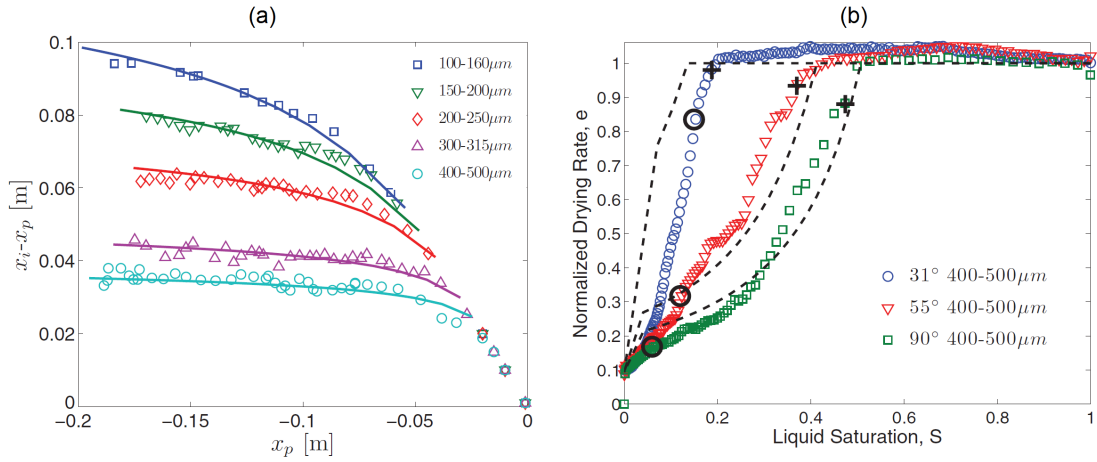 (a)
0.1
0.08
0.06
0.04
0.02
0
−0.2
−0.15
−0.1
−0.05
0
x_i−x_p [m]
x_p [m]
100-160μm
150-200μm
200-250μm
300-315μm
400-500μm
(b)
1
0.9
0.8
0.7
0.6
0.5
0.4
0.3
0.2
0.1
0
0
0.2
0.4
0.6
0.8
1
Normalized Drying Rate, e
Liquid Saturation, S
31° 400-500μm
55° 400-500μm
90° 400-500μm